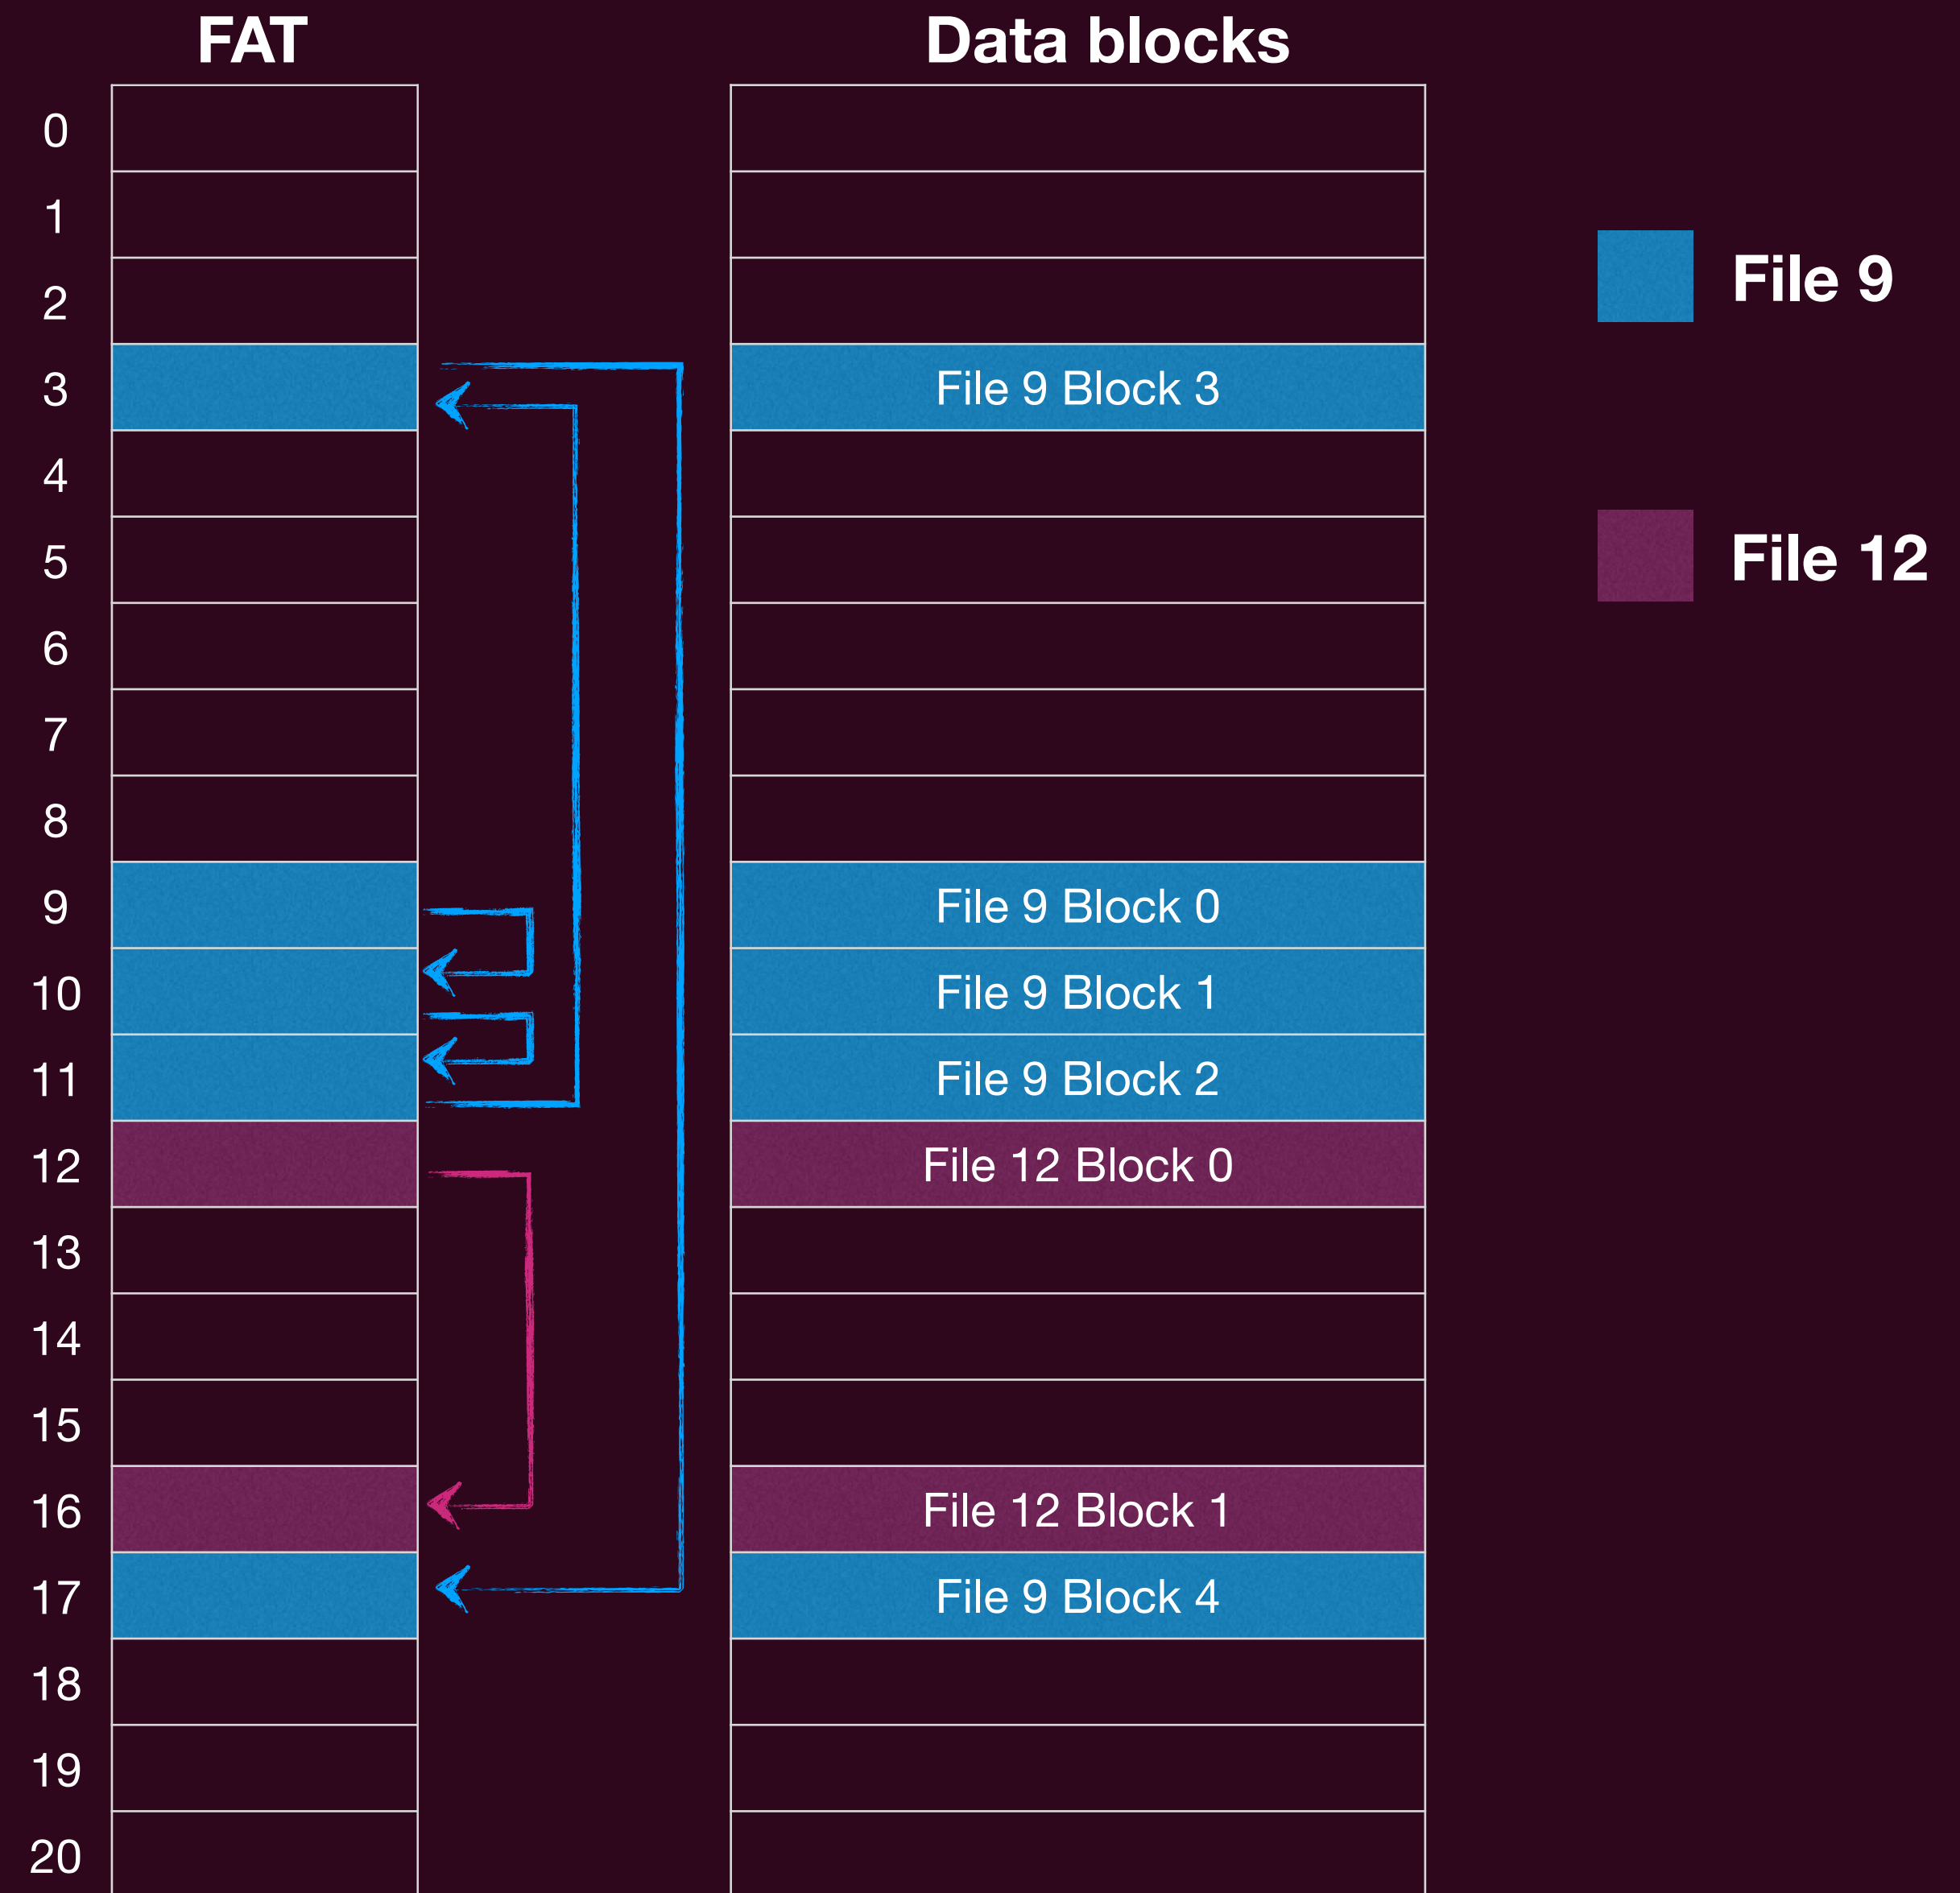 FAT
Data blocks
0
1
2
3
File 9 Block 3
4
5
6
7
8
9
File 9 Block 0
10
File 9 Block 1
11
File 9 Block 2
12
File 12 Block 0
13
14
15
16
File 12 Block 1
17
File 9 Block 4
18
19
20
File 9
File 12